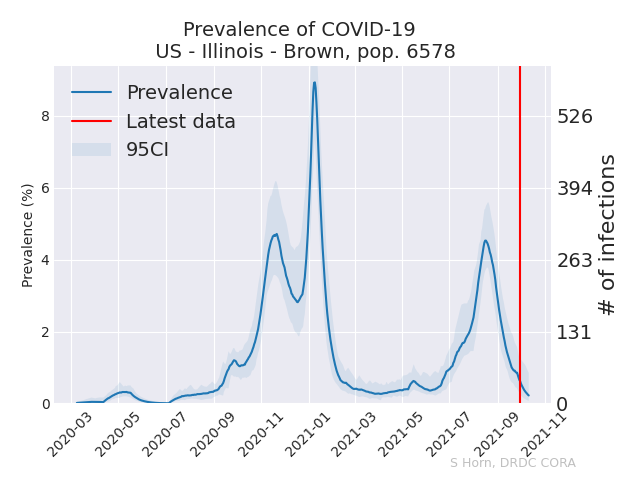 Prevalence of COVID-19
US - Illinois - Brown, pop. 6578
Prevalence
Latest data
95CI
Prevalence (%)
8
6
4
2
0
526
394
263
131
0
# of infections
2020-03
2020-05
2020-07
2020-09
2020-11
2021-01
2021-03
2021-05
2021-07
2021-09
2021-11
S Horn, DRDC CORA